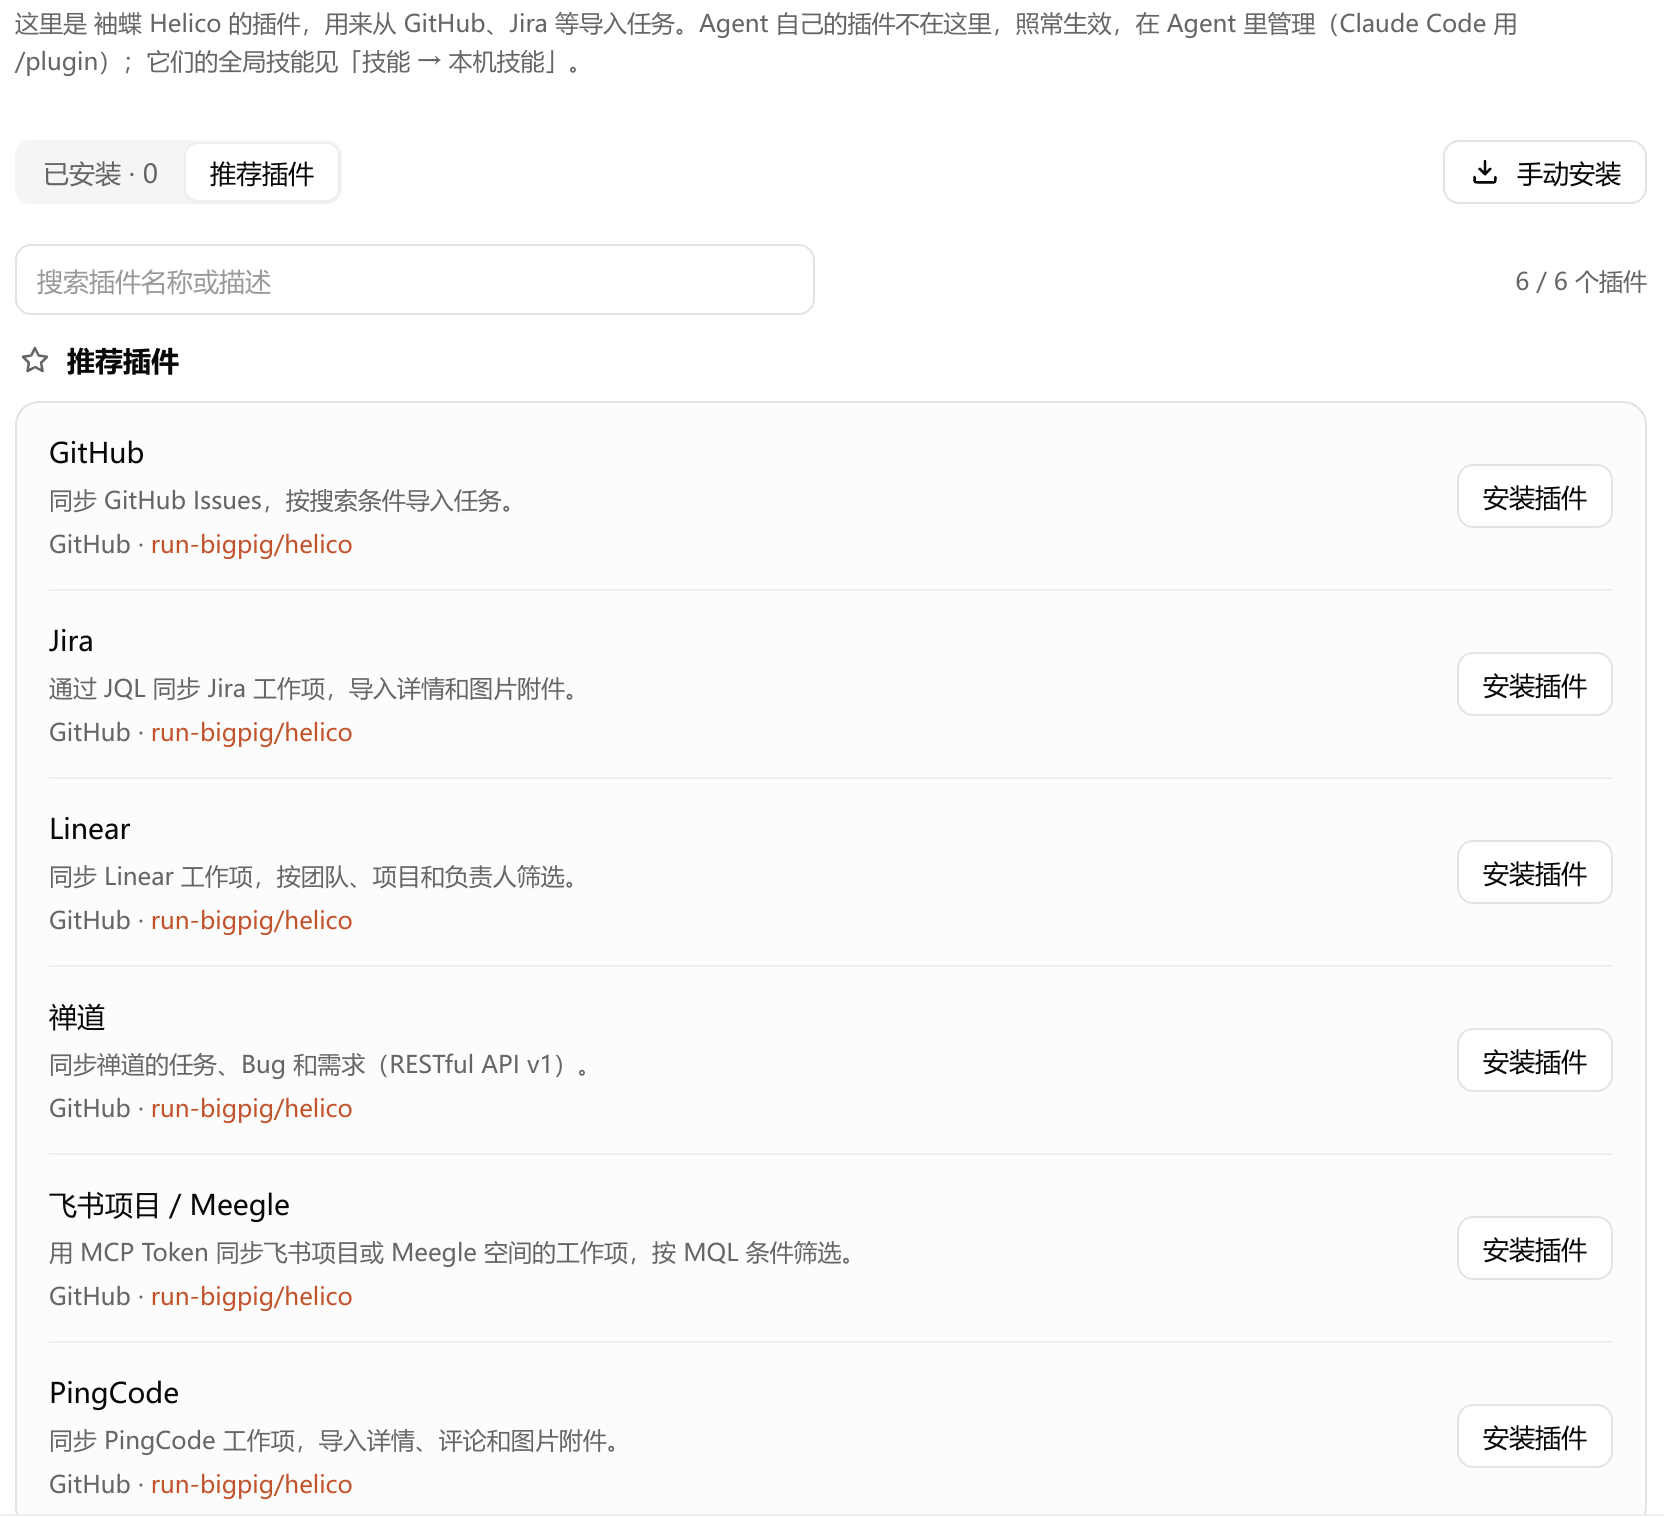 这里是 袖蝶 Helico 的插件，用来从 GitHub、Jira 等导入任务。Agent 自己的插件不在这里，照常生效，在 Agent 里管理（Claude Code 用
/plugin）；它们的全局技能见「技能 → 本机技能」。
已安装 · 0
推荐插件
手动安装
搜索插件名称或描述
6 / 6 个插件
推荐插件
GitHub
同步 GitHub Issues，按搜索条件导入任务。
GitHub · run-bigpig/helico
安装插件
Jira
通过 JQL 同步 Jira 工作项，导入详情和图片附件。
GitHub · run-bigpig/helico
安装插件
Linear
同步 Linear 工作项，按团队、项目和负责人筛选。
GitHub · run-bigpig/helico
安装插件
禅道
同步禅道的任务、Bug 和需求（RESTful API v1）。
GitHub · run-bigpig/helico
安装插件
飞书项目 / Meegle
用 MCP Token 同步飞书项目或 Meegle 空间的工作项，按 MQL 条件筛选。
GitHub · run-bigpig/helico
安装插件
PingCode
同步 PingCode 工作项，导入详情、评论和图片附件。
GitHub · run-bigpig/helico
安装插件